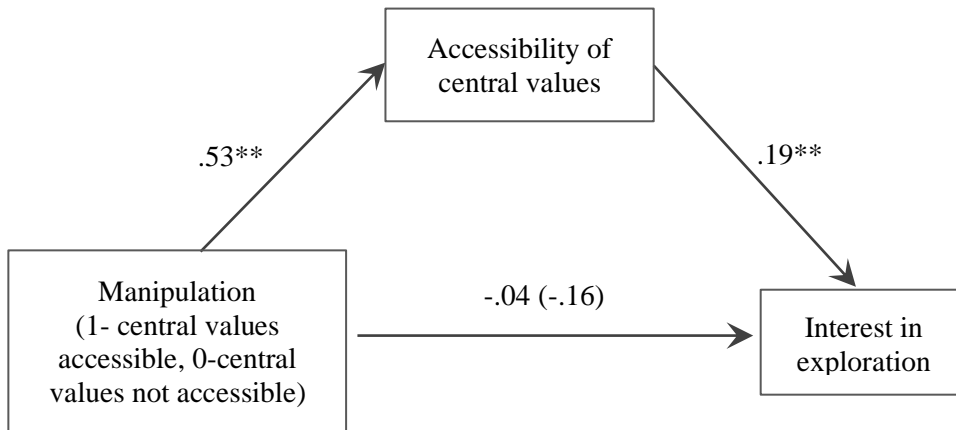 Accessibility of
central values
.53**
.19**
Manipulation
(1- central values
accessible, 0-central
values not accessible)
-.04 (-.16)
Interest in
exploration